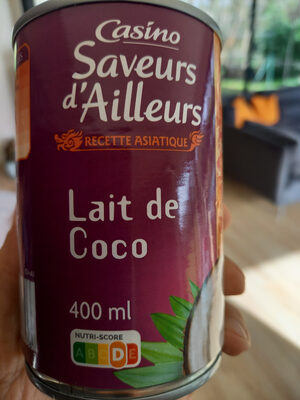 Casino
Saveurs
d'Ailleurs
RECETTE ASIATIQUE
Lait de
Coco
400 ml
NUTRI-SCORE
A B C D E